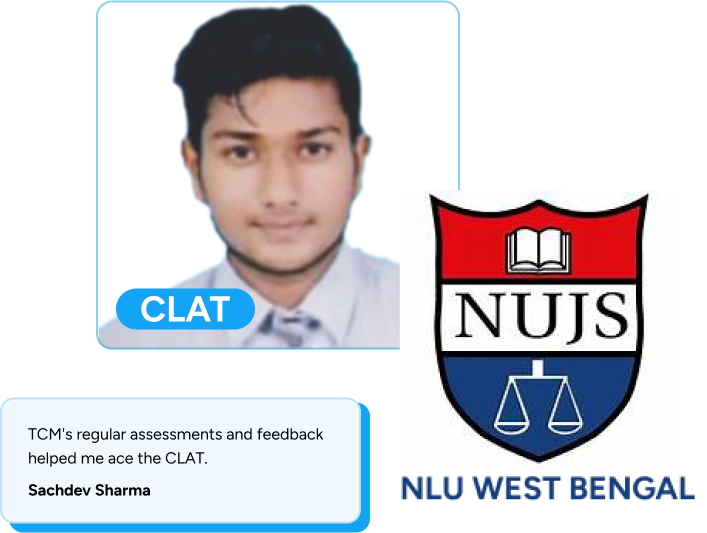 CLAT
NUJS
NLU WEST BENGAL
TCM's regular assessments and feedback
helped me ace the CLAT.
Sachdev Sharma